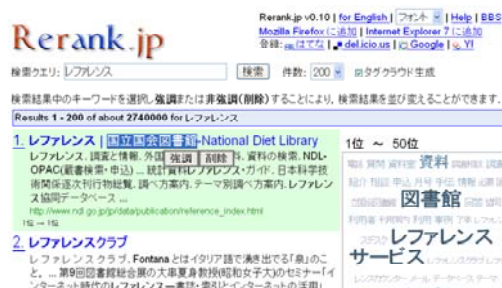 Rerank.jp
Rerank.jp v0.10 | for English | フォント | Help | BBS
Mozilla Firefox に追加 | Internet Explorer 7 に追加
登録: はてな | del.icio.us | Google | Y!
検索クエリ: レファレンス 検索 件数: 200 タグクラウド生成
検索結果中のキーワードを選択し強調または非強調(削除)することにより、検索結果を並び変えることができます。
Results 1 - 200 of about 2740000 for レファレンス
1. レファレンス | 国立国会図書館-National Diet Library
レファレンス. 調査と情報. 外国
強調 削除
資料の検索. NDL-
OPAC(蔵書検索・申込) ... 統計資料レファレンス・ガイド. 日本科学技
術関係逐次刊行物総覧. 調べ方案内. テーマ別調べ方案内. レファレン
ス協同データベース ...
http://www.ndl.go.jp/jp/data/publication/reference_index.html
1位 → 1位
2. レファレンスクラブ
レファレンスクラブ. Fontana とはイタリア語で湧き出でる「泉」のこ
と。 ... 第9回図書館総合展の大串夏身教授(昭和女子大)のセミナー「イ
ンターネット時代のレファレンス―書誌・索引とインターネットの活用」
1位 ～ 50位
資料
図書館
レファレンス
サービス